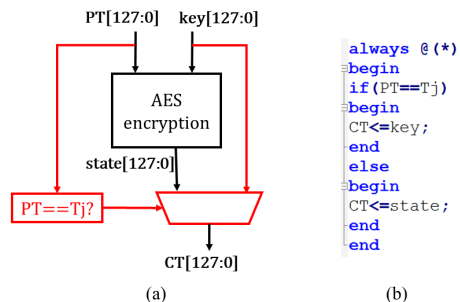 PT[127:0] key[127:0]
AES
encryption
state[127:0]
PT==Tj?
CT[127:0]
(a)
always @(*)
begin
if(PT==Tj)
begin
CT<=key;
end
else
begin
CT<=state;
end
end
(b)